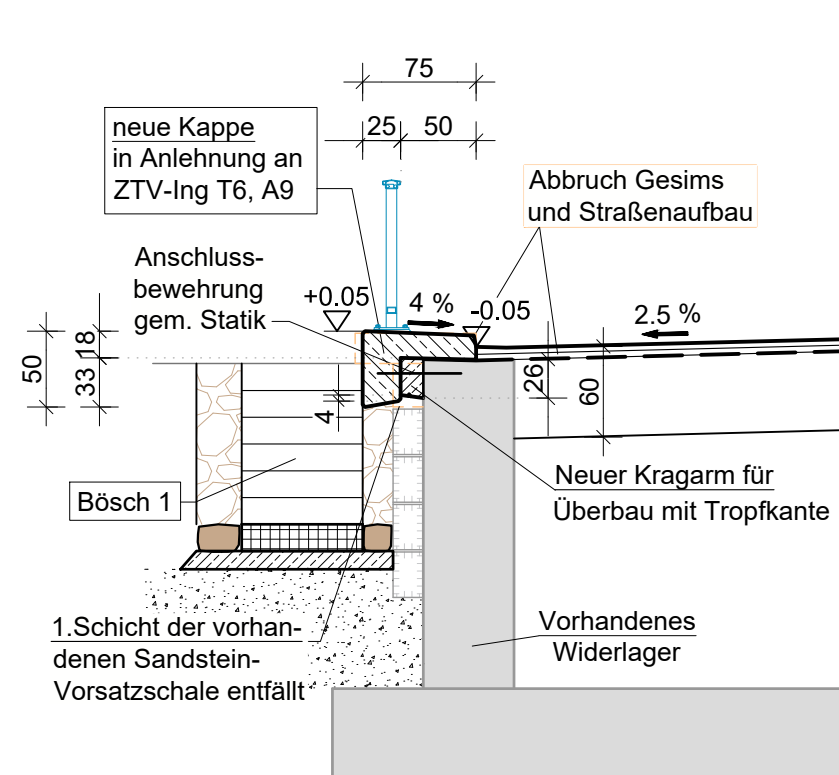 75
25
50
neue Kappe
in Anlehnung an
ZTV-Ing T6, A9
Abbruch Gesims
und Straßenaufbau
Anschluss-
bewehrung
gem. Statik
+0.05
4 %
-0.05
2.5 %
50
18
33
4
26
60
Bösch 1
Neuer Kragarm für
Überbau mit Tropfkante
1.Schicht der vorhan-
denen Sandstein-
Vorsatzschale entfällt
Vorhandenes
Widerlager